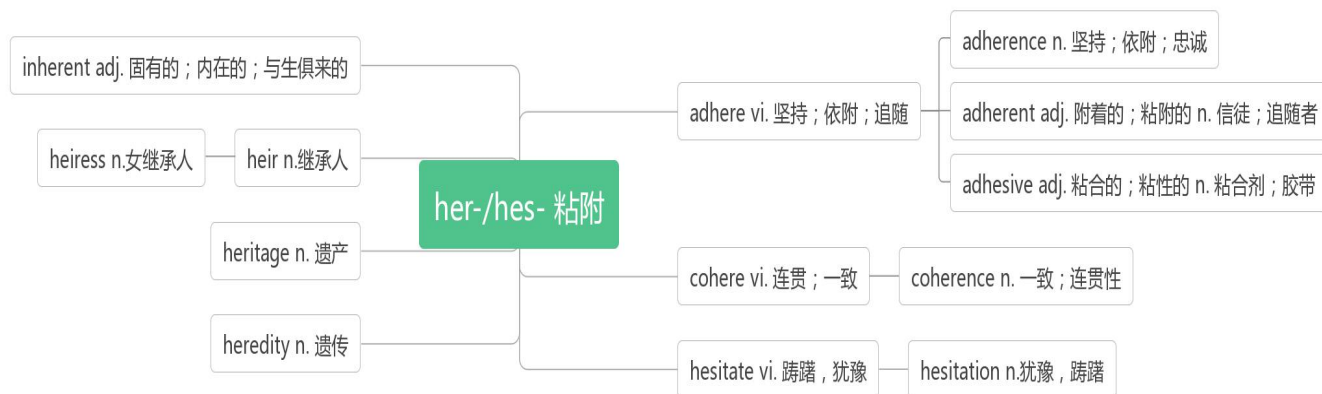 her-/hes- 粘附
inherent adj. 固有的；内在的；与生俱来的
heir n.继承人
heiress n.女继承人
heritage n. 遗产
heredity n. 遗传
adhere vi. 坚持；依附；追随
adherence n. 坚持；依附；忠诚
adherent adj. 附着的；粘附的 n. 信徒；追随者
adhesive adj. 粘合的；粘性的 n. 粘合剂；胶带
cohere vi. 连贯；一致
coherence n. 一致；连贯性
hesitate vi. 踌躇，犹豫
hesitation n.犹豫，踌躇